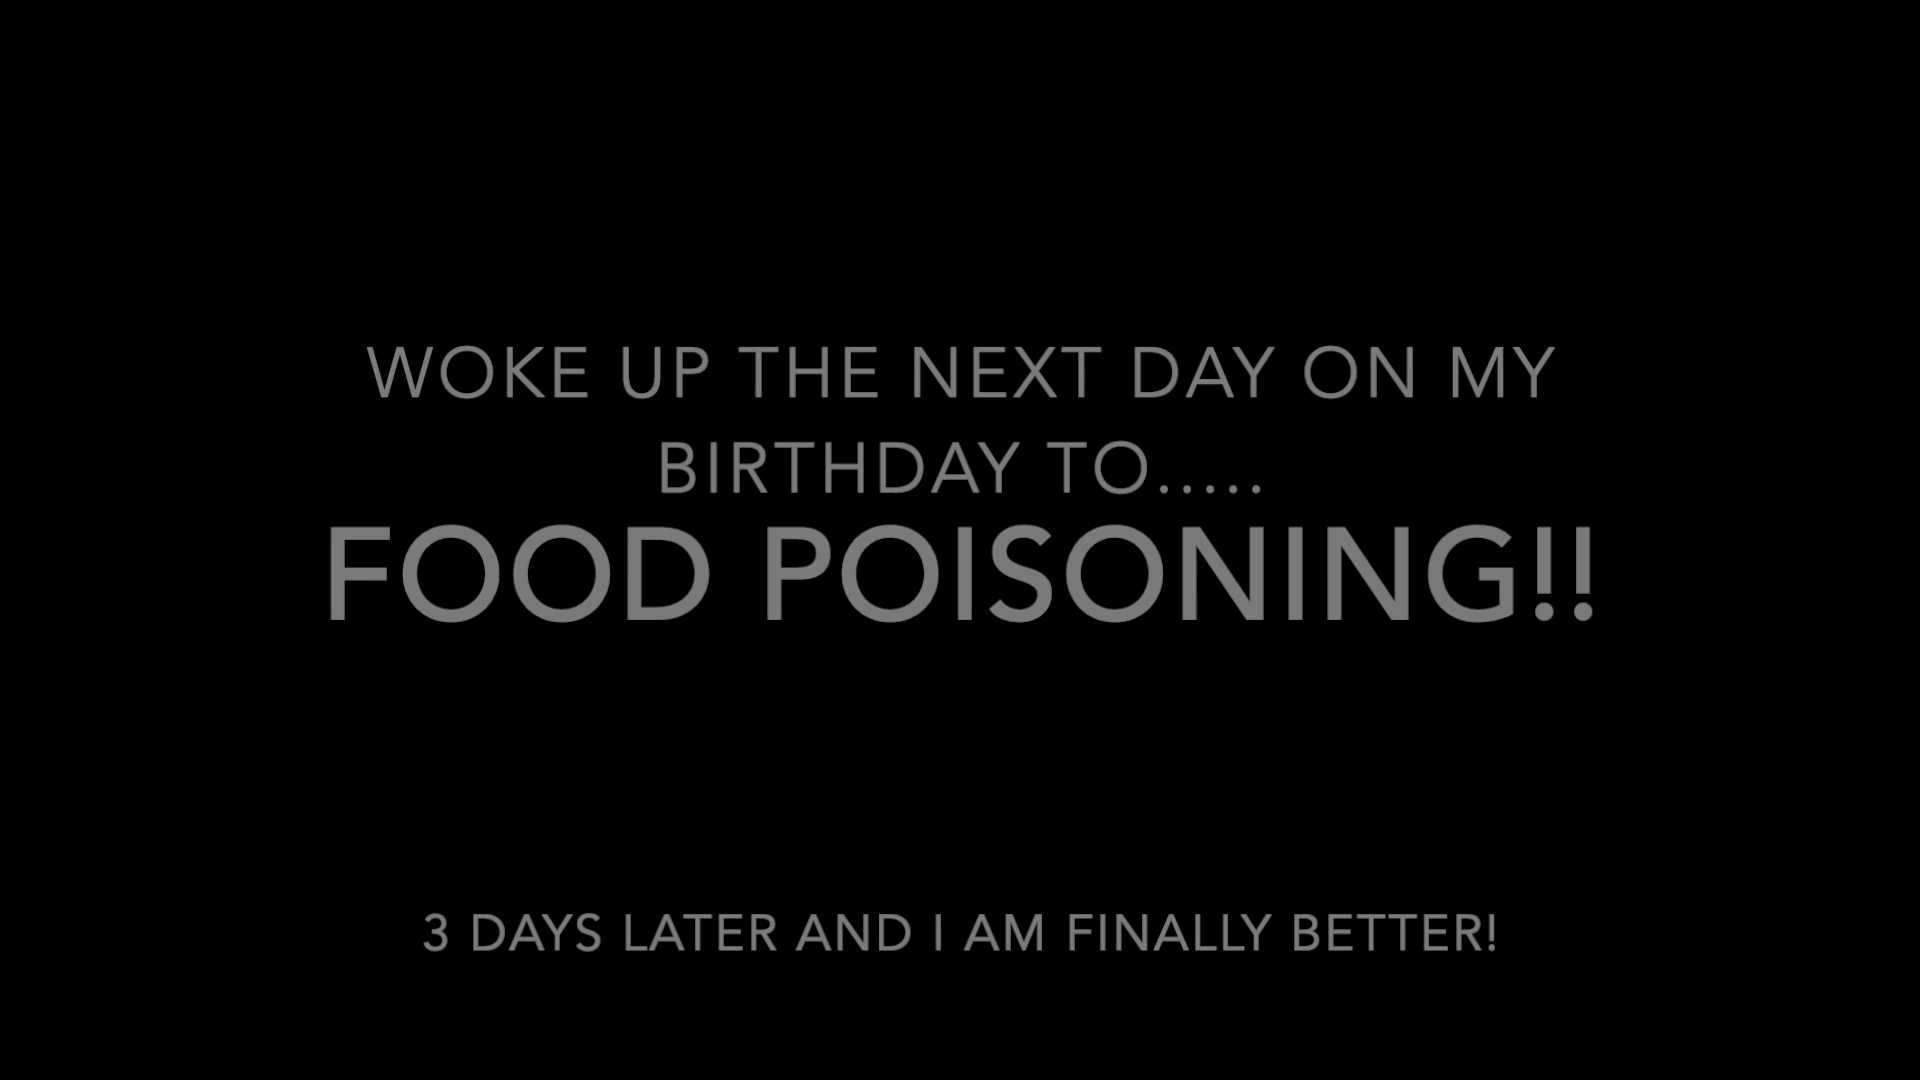 WOKE UP THE NEXT DAY ON MY
BIRTHDAY TO.....
FOOD POISONING!!
3 DAYS LATER AND I AM FINALLY BETTER!